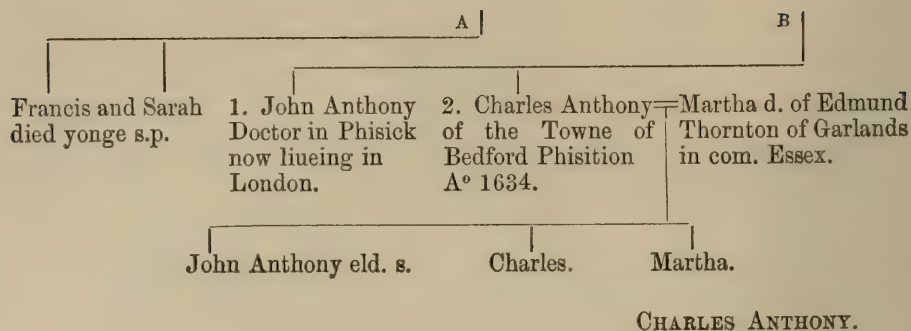 A B
Francis and Sarah
died yonge s.p.
1. John Anthony
Doctor in Phisick
now liueing in
London.
2. Charles Anthony
of the Towne of
Bedford Phisition
Aº 1634.
Martha d. of Edmund
Thornton of Garlands
in com. Essex.
John Anthony eld. s. Charles. Martha.
CHARLES ANTHONY.